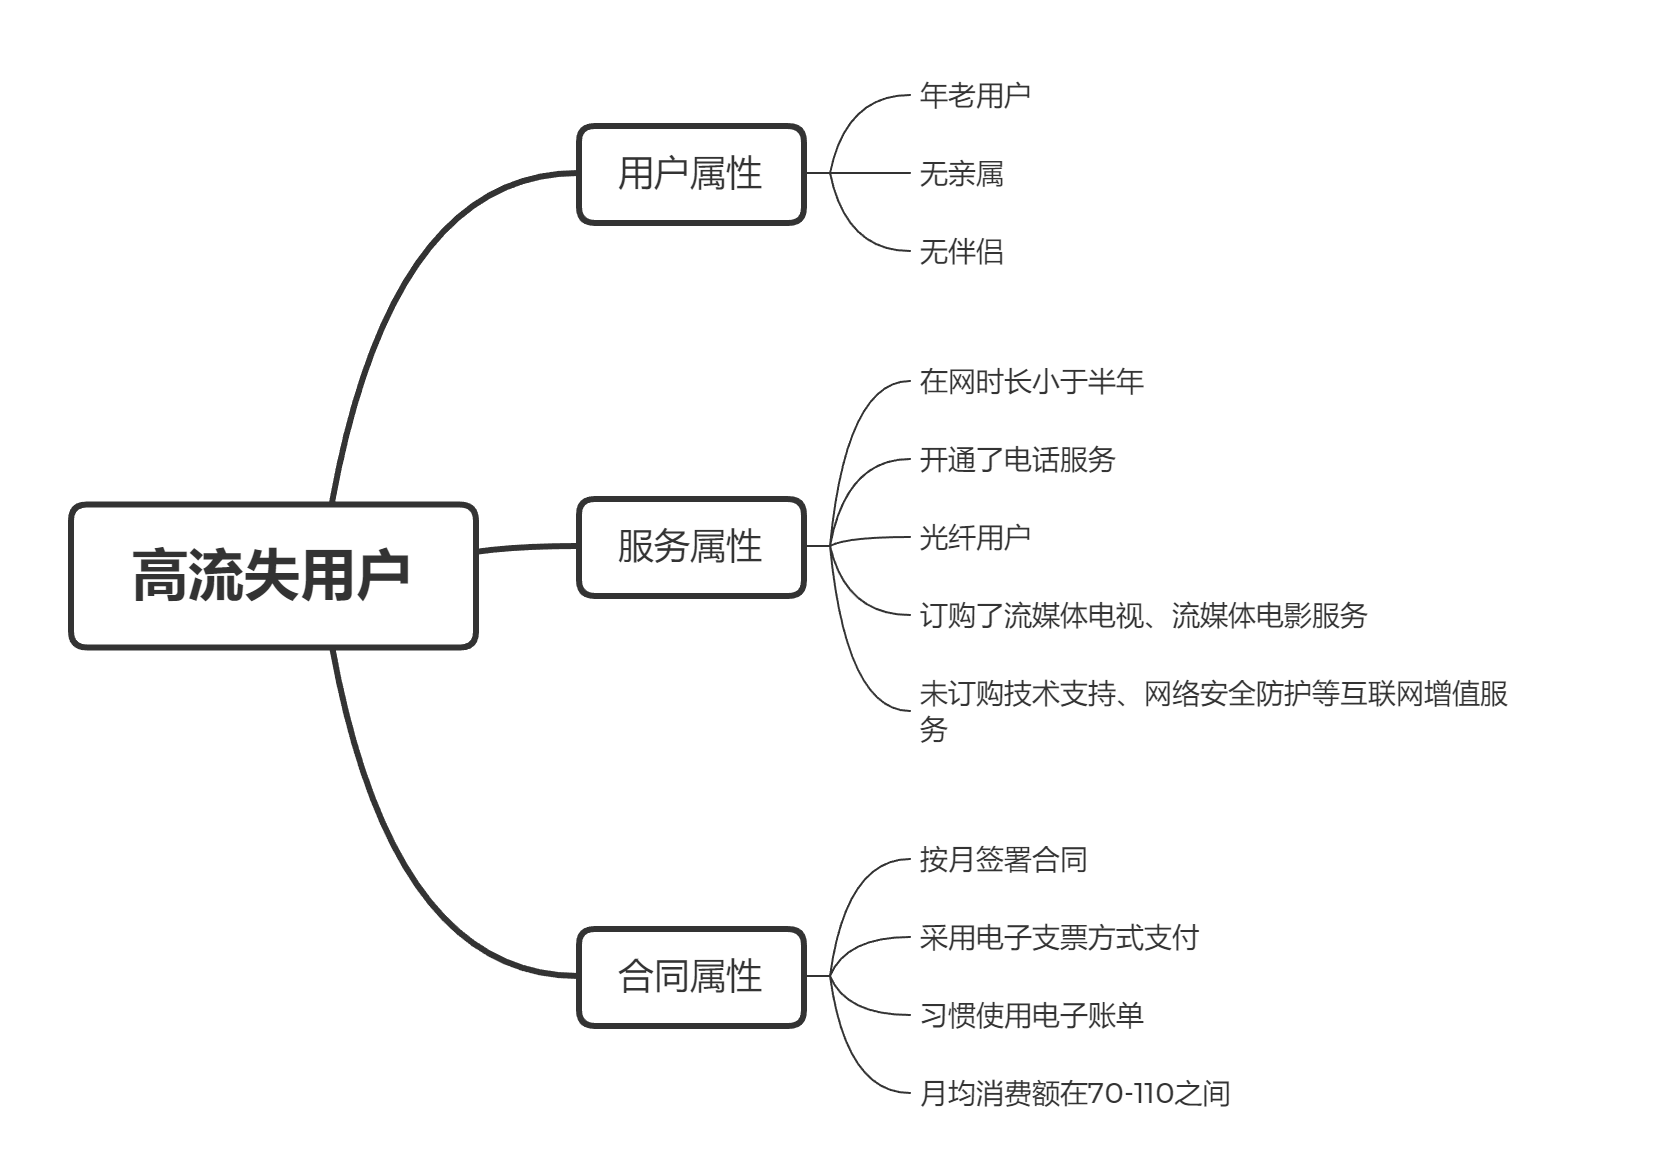 高流失用户
用户属性
年老用户
无亲属
无伴侣
服务属性
在网时长小于半年
开通了电话服务
光纤用户
订购了流媒体电视、流媒体电影服务
未订购技术支持、网络安全防护等互联网增值服
务
合同属性
按月签署合同
采用电子支票方式支付
习惯使用电子账单
月均消费额在70-110之间